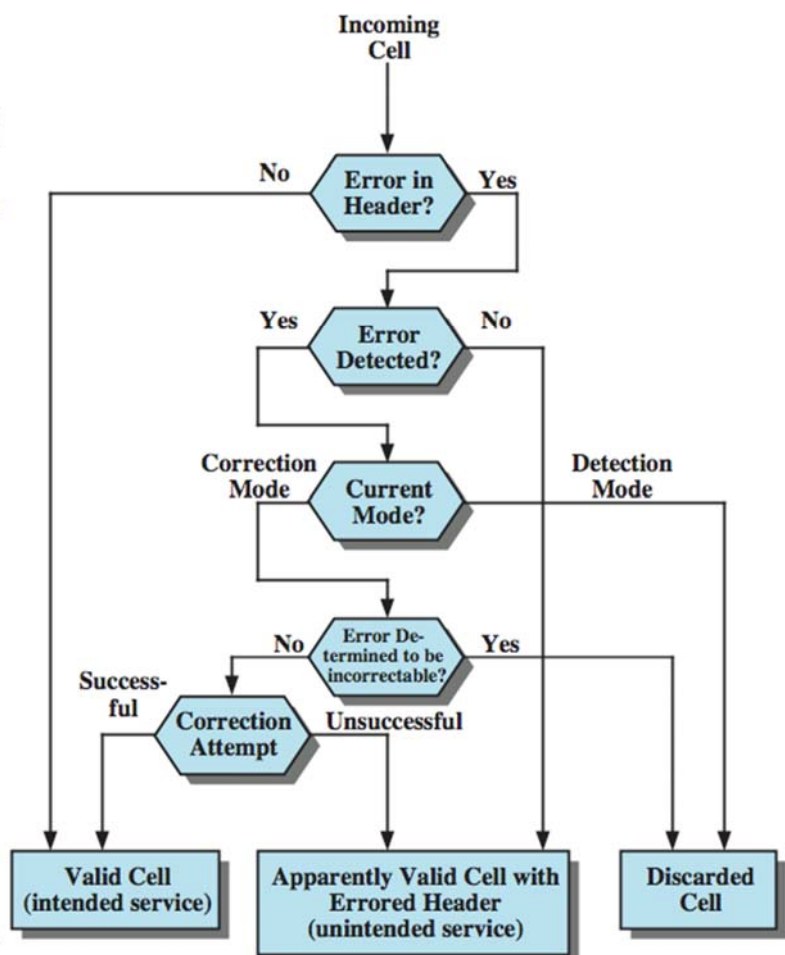 Incoming
Cell
No
Error in
Header?
Yes
Yes
Error
Detected?
No
Correction
Mode
Current
Mode?
Detection
Mode
No
Error De-
termined to be
incorrectable?
Yes
Success-
ful
Correction
Attempt
Unsuccessful
Valid Cell
(intended service)
Apparently Valid Cell with
Errored Header
(unintended service)
Discarded
Cell